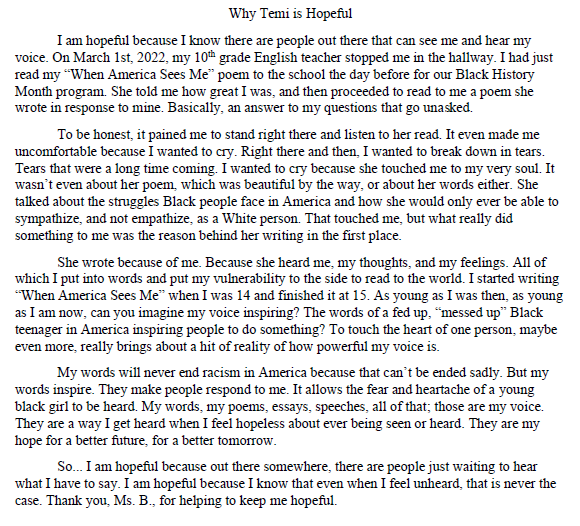 Why Temi is Hopeful
I am hopeful because I know there are people out there that can see me and hear my
voice. On March 1st, 2022, my 10th grade English teacher stopped me in the hallway. I had just
read my “When America Sees Me” poem to the school the day before for our Black History
Month program. She told me how great I was, and then proceeded to read to me a poem she
wrote in response to mine. Basically, an answer to my questions that go unasked.
To be honest, it pained me to stand right there and listen to her read. It even made me
uncomfortable because I wanted to cry. Right there and then, I wanted to break down in tears.
Tears that were a long time coming. I wanted to cry because she touched me to my very soul. It
wasn’t even about her poem, which was beautiful by the way, or about her words either. She
talked about the struggles Black people face in America and how she would only ever be able to
sympathize, and not empathize, as a White person. That touched me, but what really did
something to me was the reason behind her writing in the first place.
She wrote because of me. Because she heard me, my thoughts, and my feelings. All of
which I put into words and put my vulnerability to the side to read to the world. I started writing
“When America Sees Me” when I was 14 and finished it at 15. As young as I was then, as young
as I am now, can you imagine my voice inspiring? The words of a fed up, “messed up” Black
teenager in America inspiring people to do something? To touch the heart of one person, maybe
even more, really brings about a hit of reality of how powerful my voice is.
My words will never end racism in America because that can’t be ended sadly. But my
words inspire. They make people respond to me. It allows the fear and heartache of a young
black girl to be heard. My words, my poems, essays, speeches, all of that; those are my voice.
They are a way I get heard when I feel hopeless about ever being seen or heard. They are my
hope for a better future, for a better tomorrow.
So... I am hopeful because out there somewhere, there are people just waiting to hear
what I have to say. I am hopeful because I know that even when I feel unheard, that is never the
case. Thank you, Ms. B., for helping to keep me hopeful.